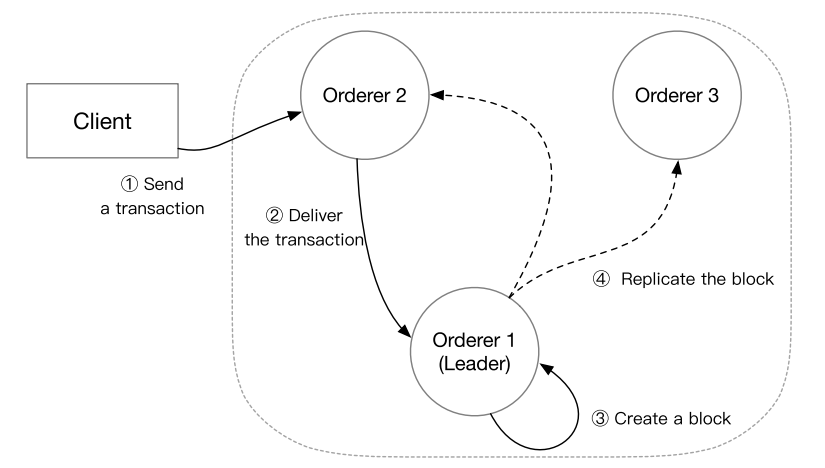 Client
Orderer 2
Orderer 3
① Send
a transaction
② Deliver
the transaction
④ Replicate the block
Orderer 1
(Leader)
③ Create a block